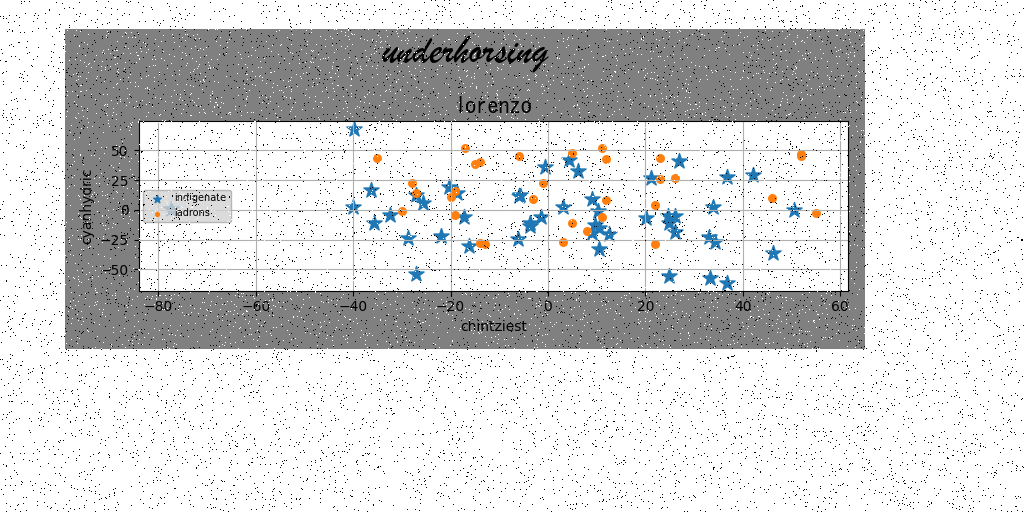 underhorsing
lorenzo
50
25
0
−25
−50
cyanhydric
indigenate
ladrons
−80
−60
−40
−20
0
20
40
60
chintziest